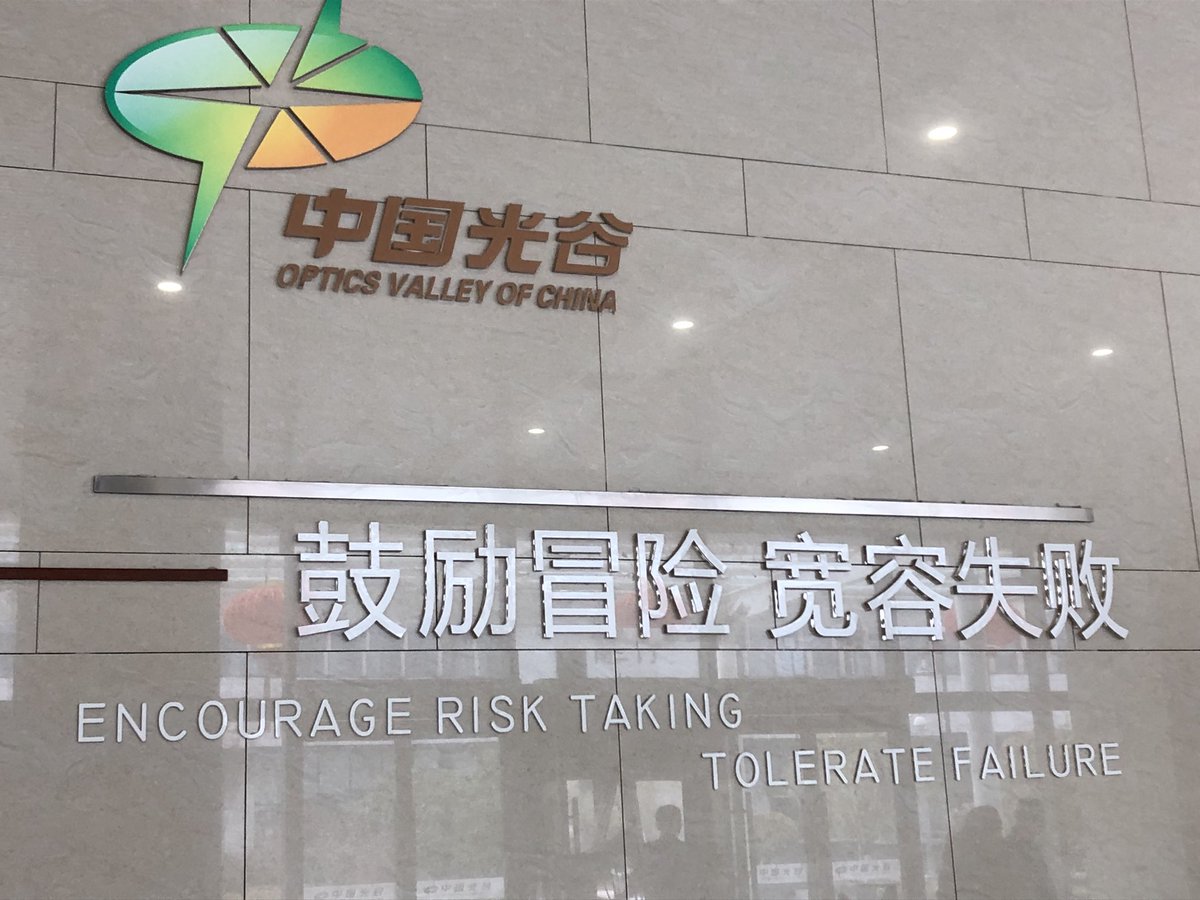 中国光谷
OPTICS VALLEY OF CHINA
鼓励冒险 宽容失败
ENCOURAGE RISK TAKING
TOLERATE FAILURE